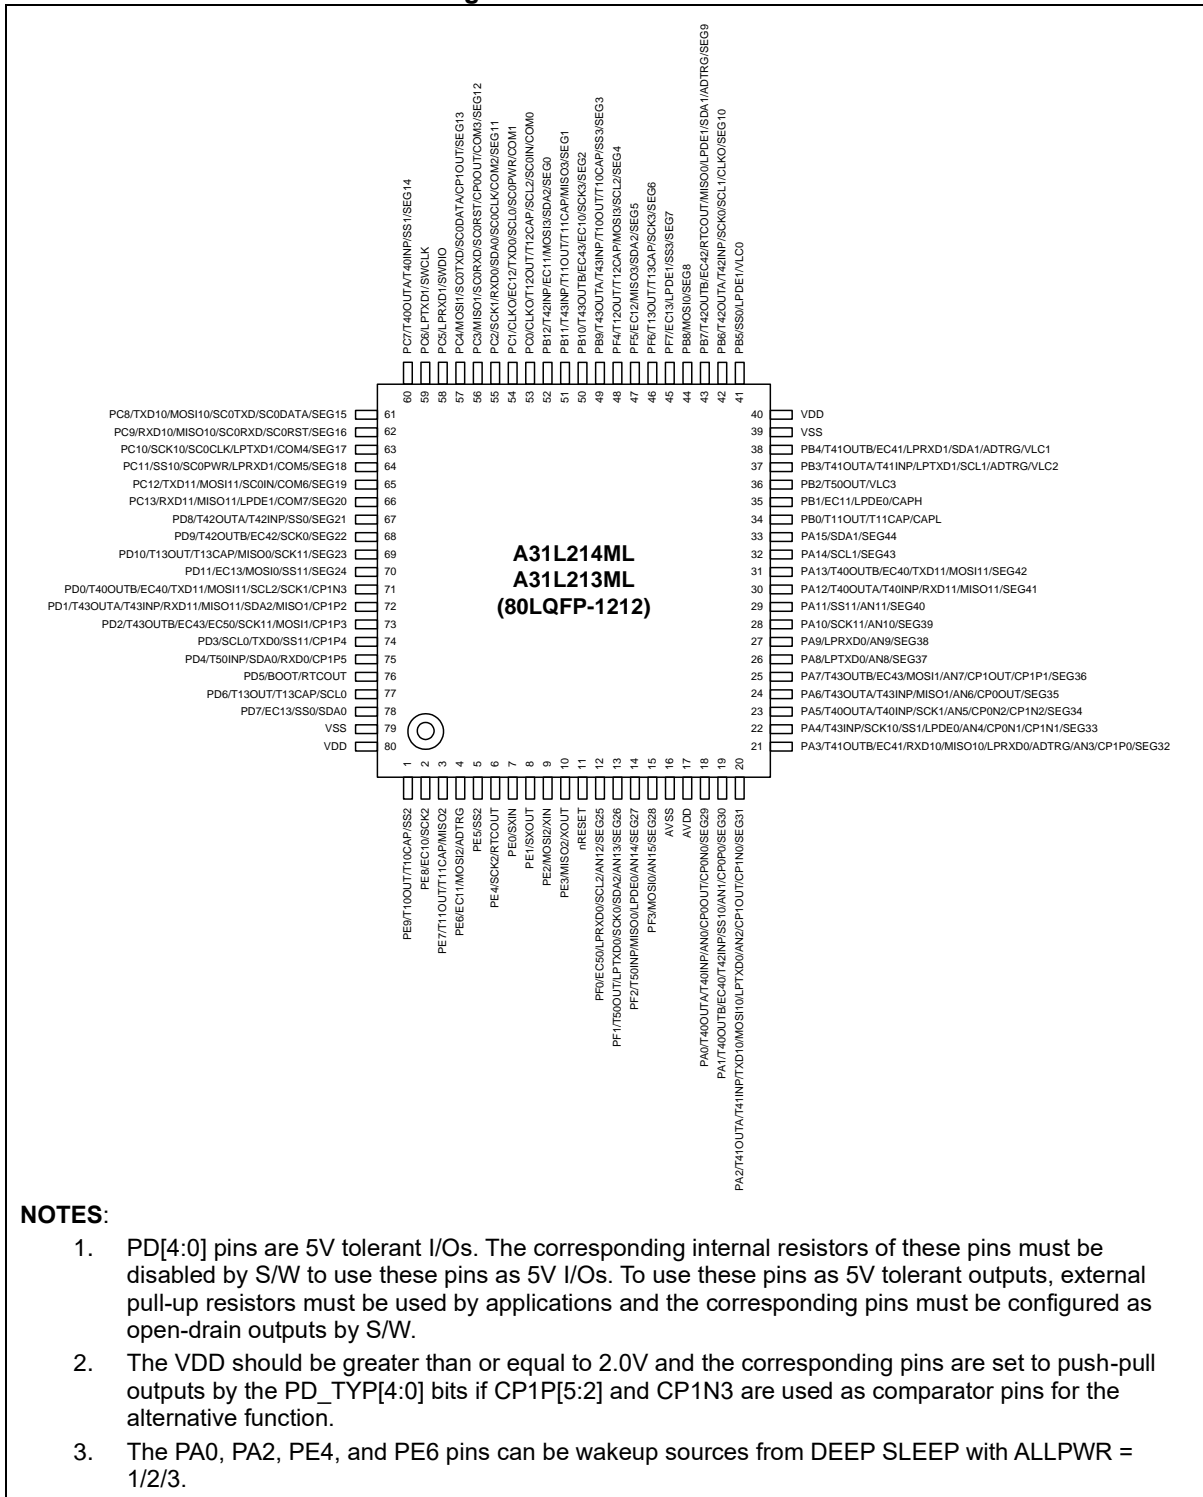 PC7/T40OUTA/T40INP/SS1/SEG14
PC6/LPTXD1/SWCLK
PC5/LPRXD1/SWDIO
PC4/MOSI1/SC0TXD/SC0DATA/CP1OUT/SEG13
PC3/MISO1/SC0RXD/SC0RST/CP0OUT/COM3/SEG12
PC2/SCK1/RXD0/SDA0/SC0CLK/COM2/SEG11
PC1/CLKO/EC12/TXD0/SCL0/SC0PWR/COM1
PC0/CLKO/T12OUT/T12CAP/SCL2/SC0IN/COM0
PB12/T42INP/EC11/MOSI3/SDA2/SEG0
PB11/T43INP/T11OUT/T11CAP/MISO3/SEG1
PB10/T43OUTB/EC43/EC10/SCK3/SEG2
PB9/T43OUTA/T43INP/T10OUT/T10CAP/SS3/SEG3
PF4/T12OUT/T12CAP/MOSI3/SCL2/SEG4
PF5/EC12/MISO3/SDA2/SEG5
PF6/T13OUT/T13CAP/SCK3/SEG6
PF7/EC13/LPDE1/SS3/SEG7
PB8/MOSI0/SEG8
PB7/T42OUTB/EC42/RTCOUT/MISO0/LPDE1/SDA1/ADTRG/SEG9
PB6/T42OUTA/T42INP/SCK0/SCL1/CLKO/SEG10
PB5/SS0/LPDE1/VLC0
60 59 58 57 56 55 54 53 52 51 50 49 48 47 46 45 44 43 42 41
PC8/TXD10/MOSI10/SC0TXD/SC0DATA/SEG15 61
PC9/RXD10/MISO10/SC0RXD/SC0RST/SEG16 62
PC10/SCK10/SC0CLK/LPTXD1/COM4/SEG17 63
PC11/SS10/SC0PWR/LPRXD1/COM5/SEG18 64
PC12/TXD11/MOSI11/SC0IN/COM6/SEG19 65
PC13/RXD11/MISO11/LPDE1/COM7/SEG20 66
PD8/T42OUTA/T42INP/SS0/SEG21 67
PD9/T42OUTB/EC42/SCK0/SEG22 68
PD10/T13OUT/T13CAP/MISO0/SCK11/SEG23 69
PD11/EC13/MOSI0/SS11/SEG24 70
PD0/T40OUTB/EC40/TXD11/MOSI11/SCL2/SCK1/CP1N3 71
PD1/T43OUTA/T43INP/RXD11/MISO11/SDA2/MISO1/CP1P2 72
PD2/T43OUTB/EC43/EC50/SCK11/MOSI1/CP1P3 73
PD3/SCL0/TXD0/SS11/CP1P4 74
PD4/T50INP/SDA0/RXD0/CP1P5 75
PD5/BOOT/RTCOUT 76
PD6/T13OUT/T13CAP/SCL0 77
PD7/EC13/SS0/SDA0 78
VSS 79
VDD 80
A31L214ML
A31L213ML
(80LQFP-1212)
40 VDD
39 VSS
38 PB4/T41OUTB/EC41/LPRXD1/SDA1/ADTRG/VLC1
37 PB3/T41OUTA/T41INP/LPTXD1/SCL1/ADTRG/VLC2
36 PB2/T50OUT/VLC3
35 PB1/EC11/LPDE0/CAPH
34 PB0/T11OUT/T11CAP/CAPL
33 PA15/SDA1/SEG44
32 PA14/SCL1/SEG43
31 PA13/T40OUTB/EC40/TXD11/MOSI11/SEG42
30 PA12/T40OUTA/T40INP/RXD11/MISO11/SEG41
29 PA11/SS11/AN11/SEG40
28 PA10/SCK11/AN10/SEG39
27 PA9/LPRXD0/AN9/SEG38
26 PA8/LPTXD0/AN8/SEG37
25 PA7/T43OUTB/EC43/MOSI1/AN7/CP1OUT/CP1P1/SEG36
24 PA6/T43OUTA/T43INP/MISO1/AN6/CP0OUT/SEG35
23 PA5/T40OUTA/T40INP/SCK1/AN5/CP0N2/CP1N2/SEG34
22 PA4/T43INP/SCK10/SS1/LPDE0/AN4/CP0N1/CP1N1/SEG33
21 PA3/T41OUTB/EC41/RXD10/MISO10/LPRXD0/ADTRG/AN3/CP1P0/SEG32
1 2 3 4 5 6 7 8 9 10 11 12 13 14 15 16 17 18 19 20
PE9/T10OUT/T10CAP/SS2
PE8/EC10/SCK2
PE7/T11OUT/T11CAP/MISO2
PE6/EC11/MOSI2/ADTRG
PE5/SS2
PE4/SCK2/RTCOUT
PE0/SXIN
PE1/SXOUT
PE2/MOSI2/XIN
PE3/MISO2/XOUT
nRESET
PF0/EC50/LPRXD0/SCL2/AN12/SEG25
PF1/T50OUT/LPTXD0/SCK0/SDA2/AN13/SEG26
PF2/T50INP/MISO0/LPDE0/AN14/SEG27
PF3/MOSI0/AN15/SEG28
AVSS
AVDD
PA0/T40OUTA/T40INP/AN0/CP0OUT/CP0N0/SEG29
PA1/T40OUTB/EC40/T42INP/SS10/AN1/CP0P0/SEG30
PA2/T41OUTA/T41INP/TXD10/MOSI10/LPTXD0/AN2/CP1OUT/CP1N0/SEG31
NOTES:
1. PD[4:0] pins are 5V tolerant I/Os. The corresponding internal resistors of these pins must be
disabled by S/W to use these pins as 5V I/Os. To use these pins as 5V tolerant outputs, external
pull-up resistors must be used by applications and the corresponding pins must be configured as
open-drain outputs by S/W.
2. The VDD should be greater than or equal to 2.0V and the corresponding pins are set to push-pull
outputs by the PD_TYP[4:0] bits if CP1P[5:2] and CP1N3 are used as comparator pins for the
alternative function.
3. The PA0, PA2, PE4, and PE6 pins can be wakeup sources from DEEP SLEEP with ALLPWR =
1/2/3.